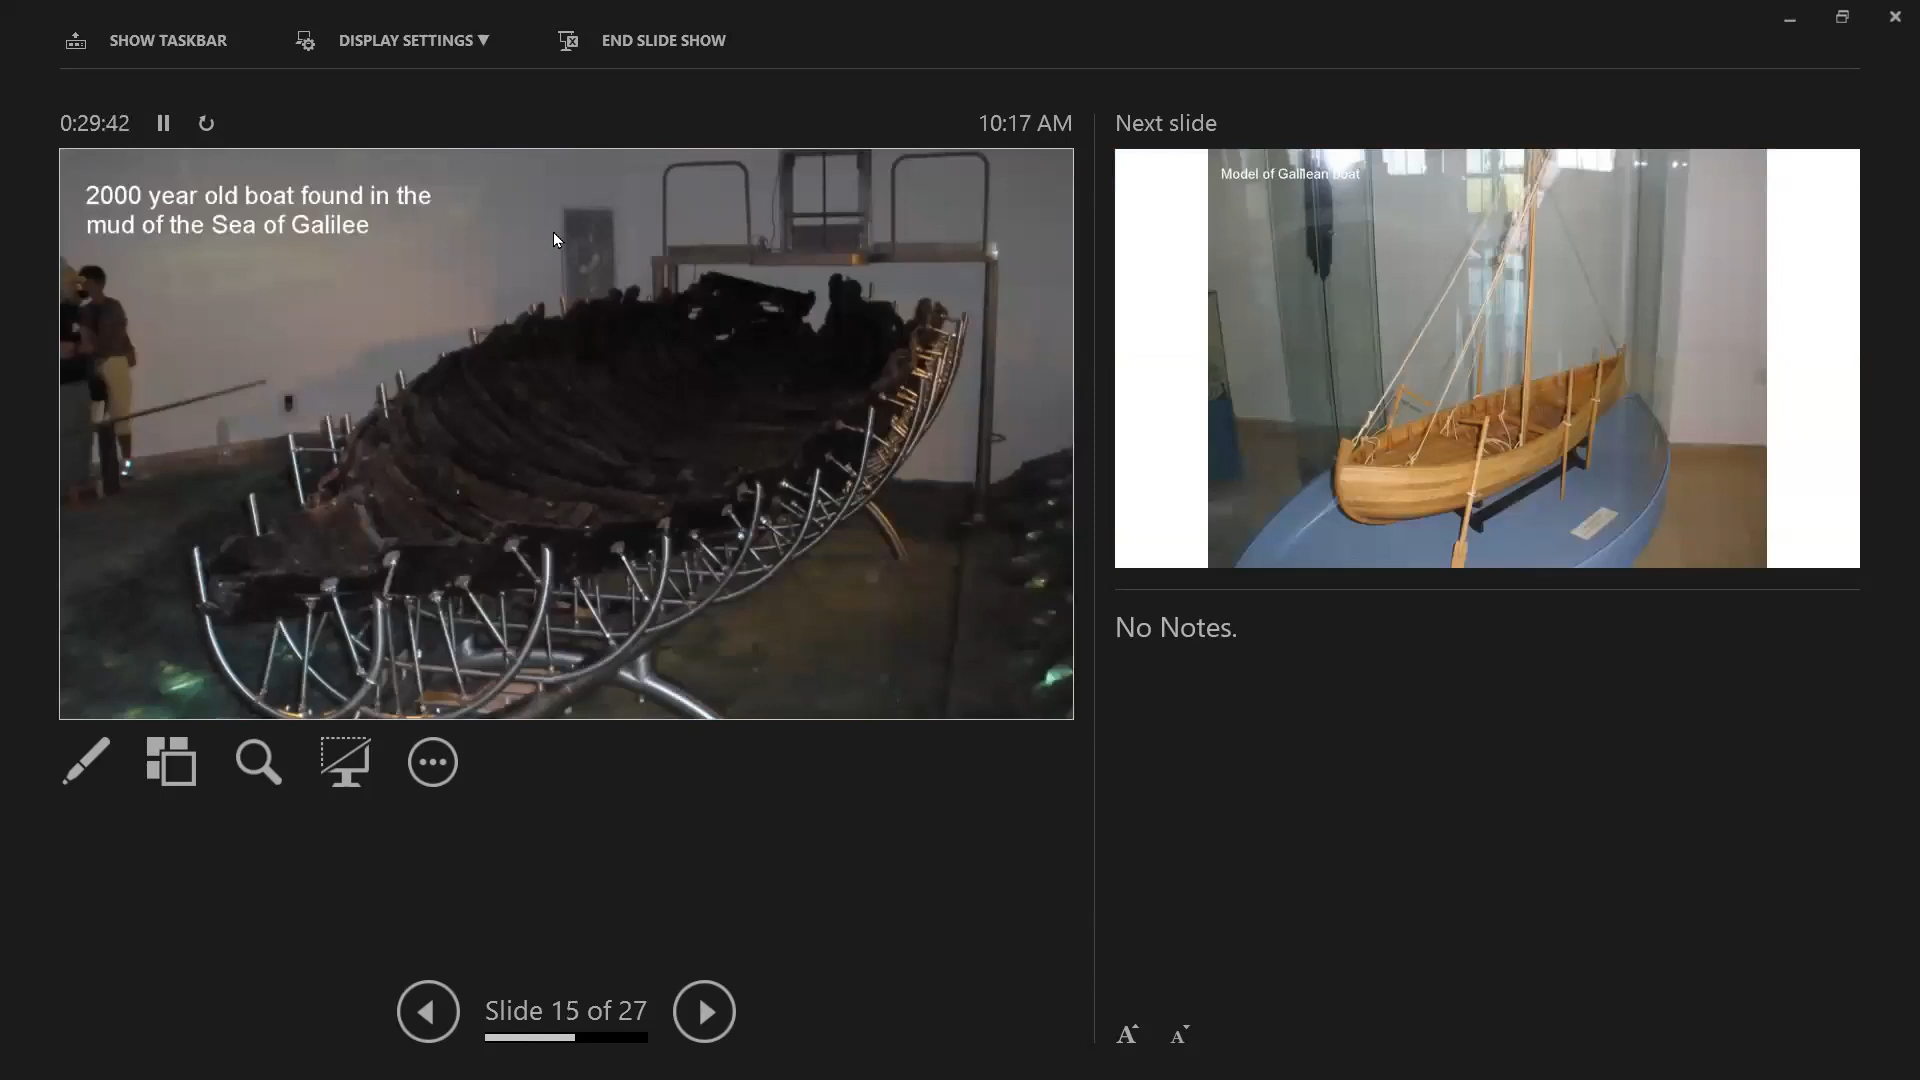 SHOW TASKBAR
DISPLAY SETTINGS ▼
END SLIDE SHOW
0:29:42
10:17 AM
Next slide
2000 year old boat found in the
mud of the Sea of Galilee
Model of Galilean boat
No Notes.
Slide 15 of 27